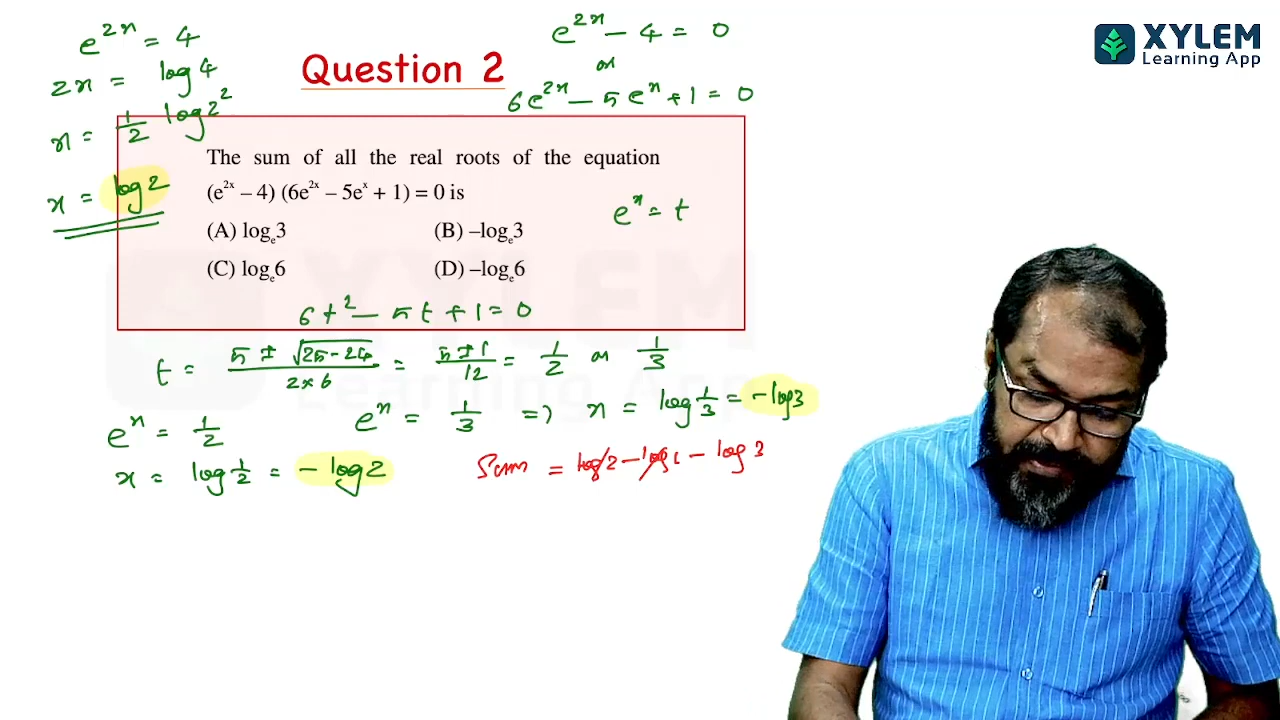 e^{2x} = 4
2x = log 4
x = 1/2 log 2^2
x = log 2
Question 2
e^{2x} - 4 = 0
or
6e^{2x} - 5e^x + 1 = 0
XYLEM
Learning App
The sum of all the real roots of the equation
(e^{2x} – 4) (6e^{2x} – 5e^x + 1) = 0 is
e^x = t
(A) log_e3 (B) –log_e3
(C) log_e6 (D) –log_e6
6t^2 - 5t + 1 = 0
t = (5 ± √(25-24))/(2×6) = (5±1)/12 = 1/2 or 1/3
e^x = 1/2
e^x = 1/3 => x = log 1/3 = -log3
x = log 1/2 = -log 2
Sum = log 2 - log - log 3
XYLEM
Learning App